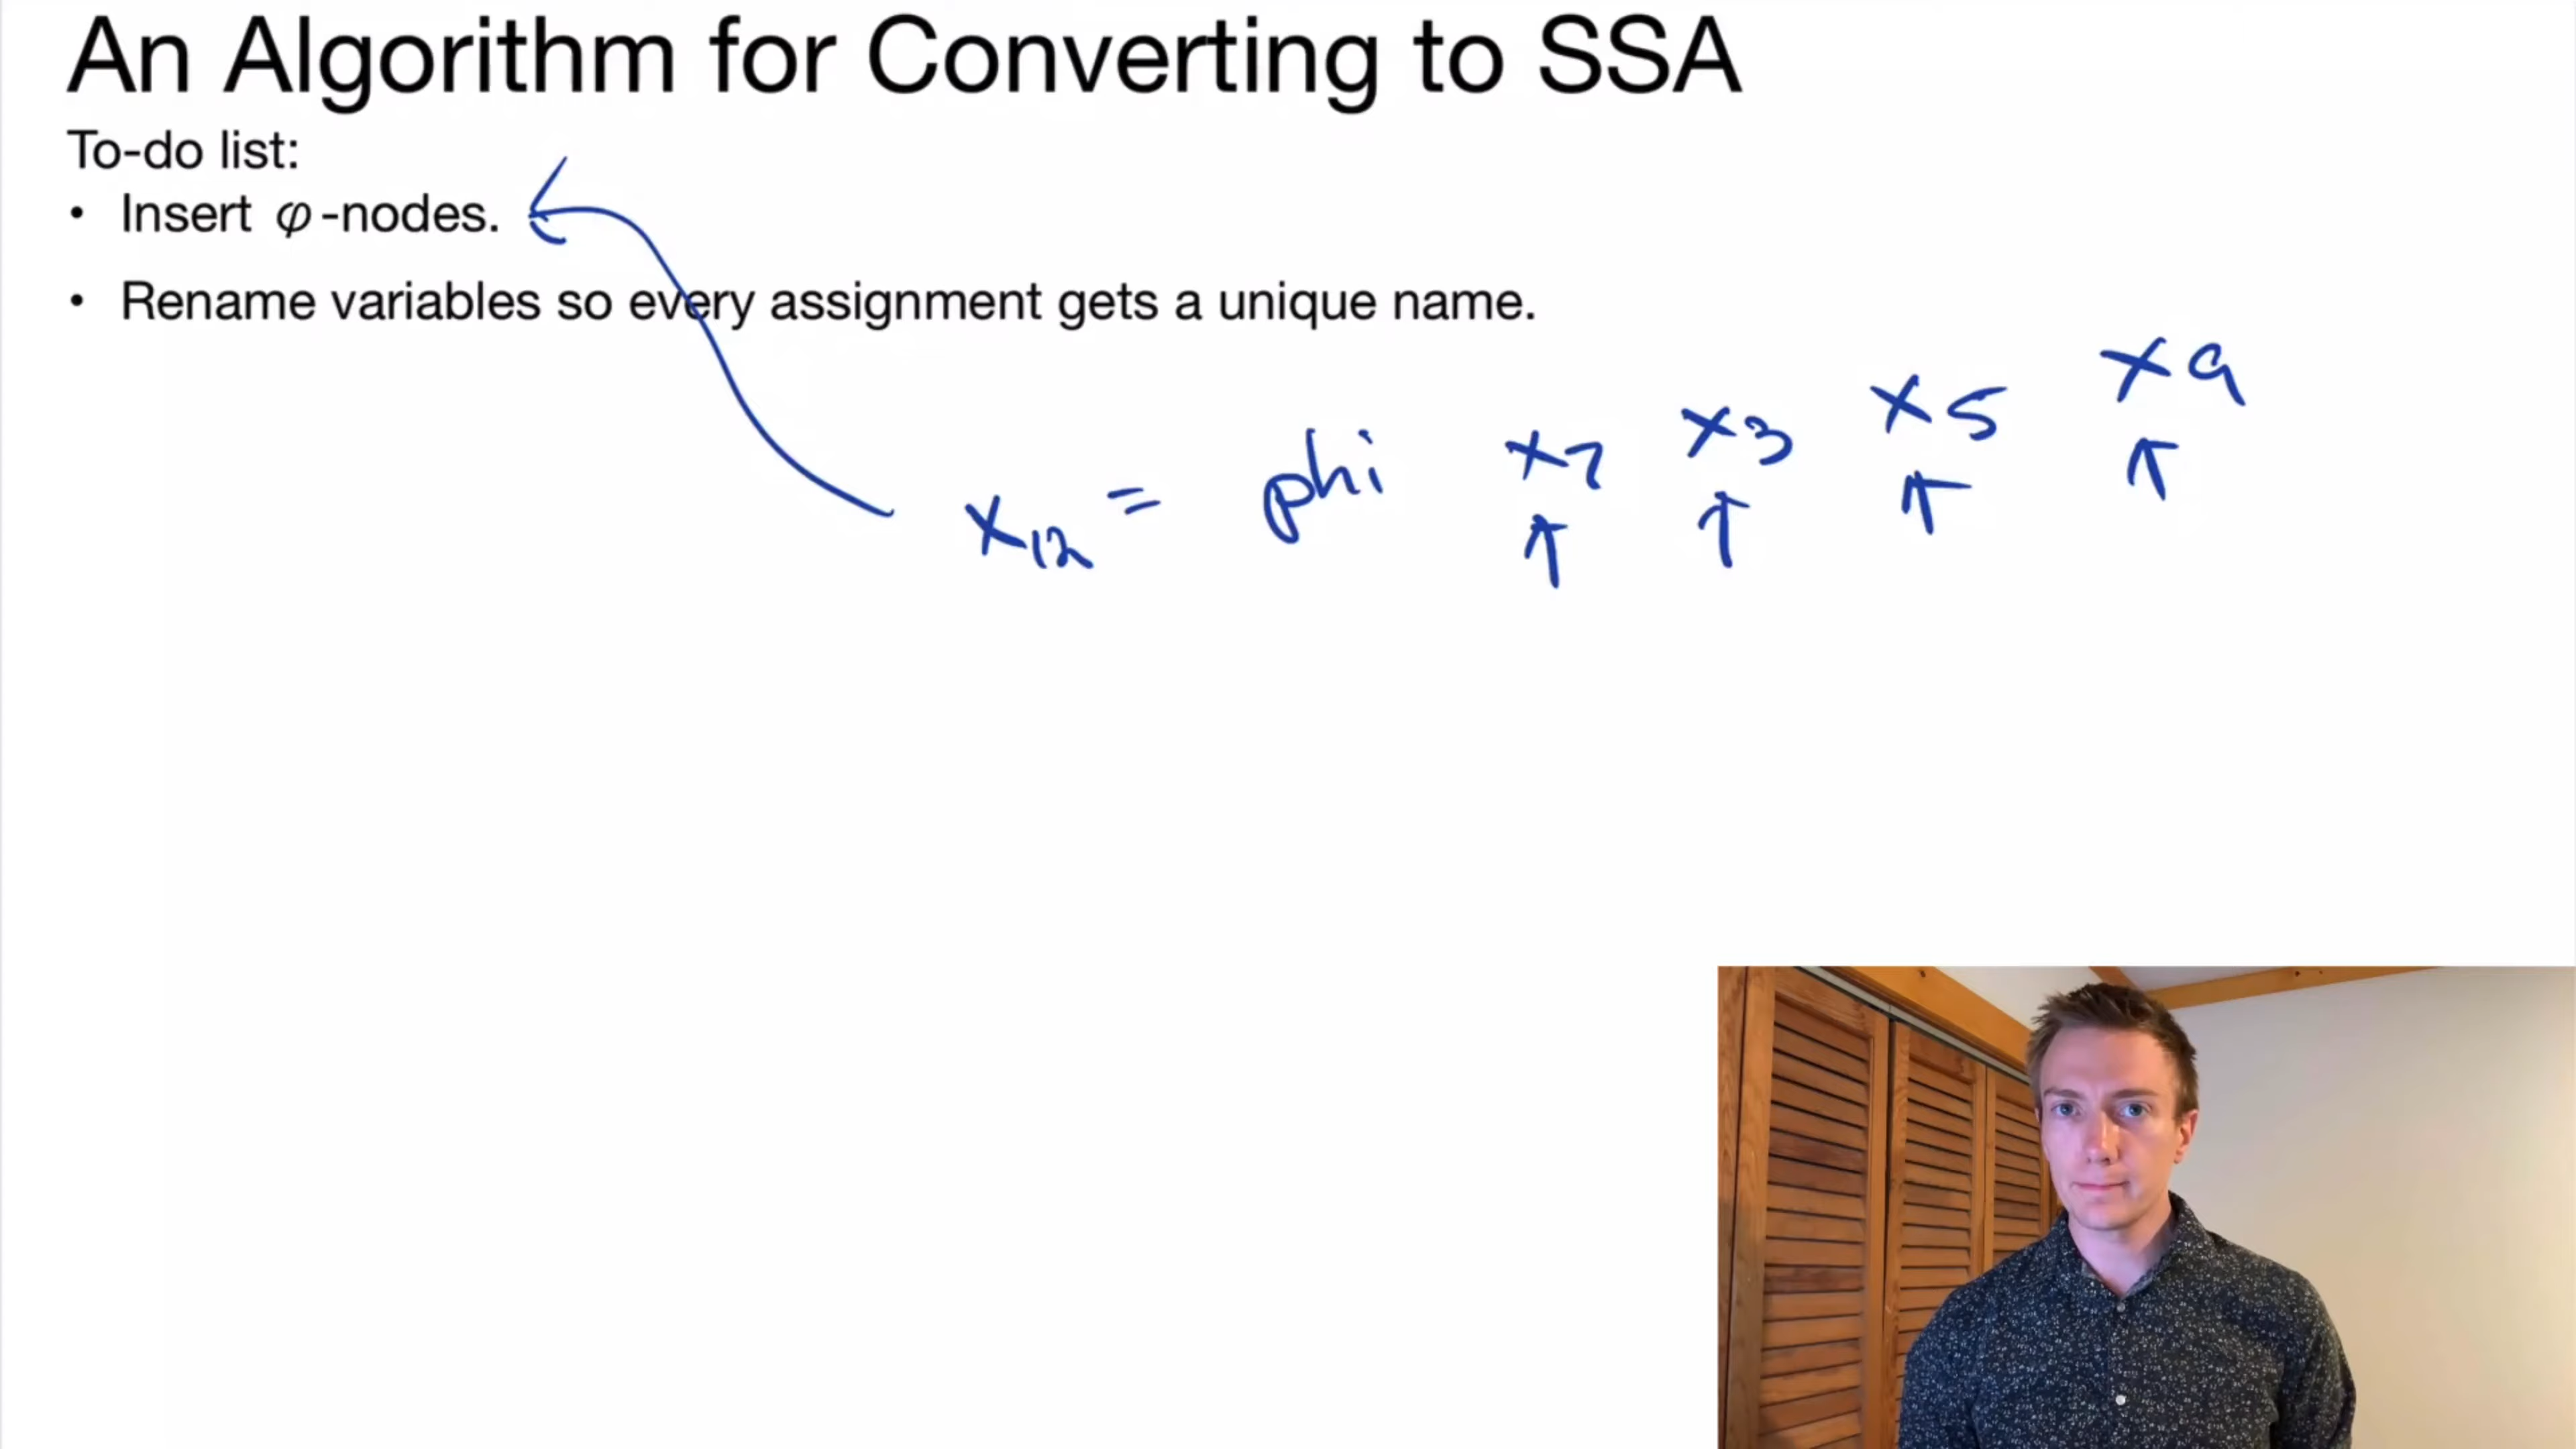 An Algorithm for Converting to SSA
To-do list:
• Insert φ-nodes.
• Rename variables so every assignment gets a unique name.
x12 = phi x7 x3 x5 x9